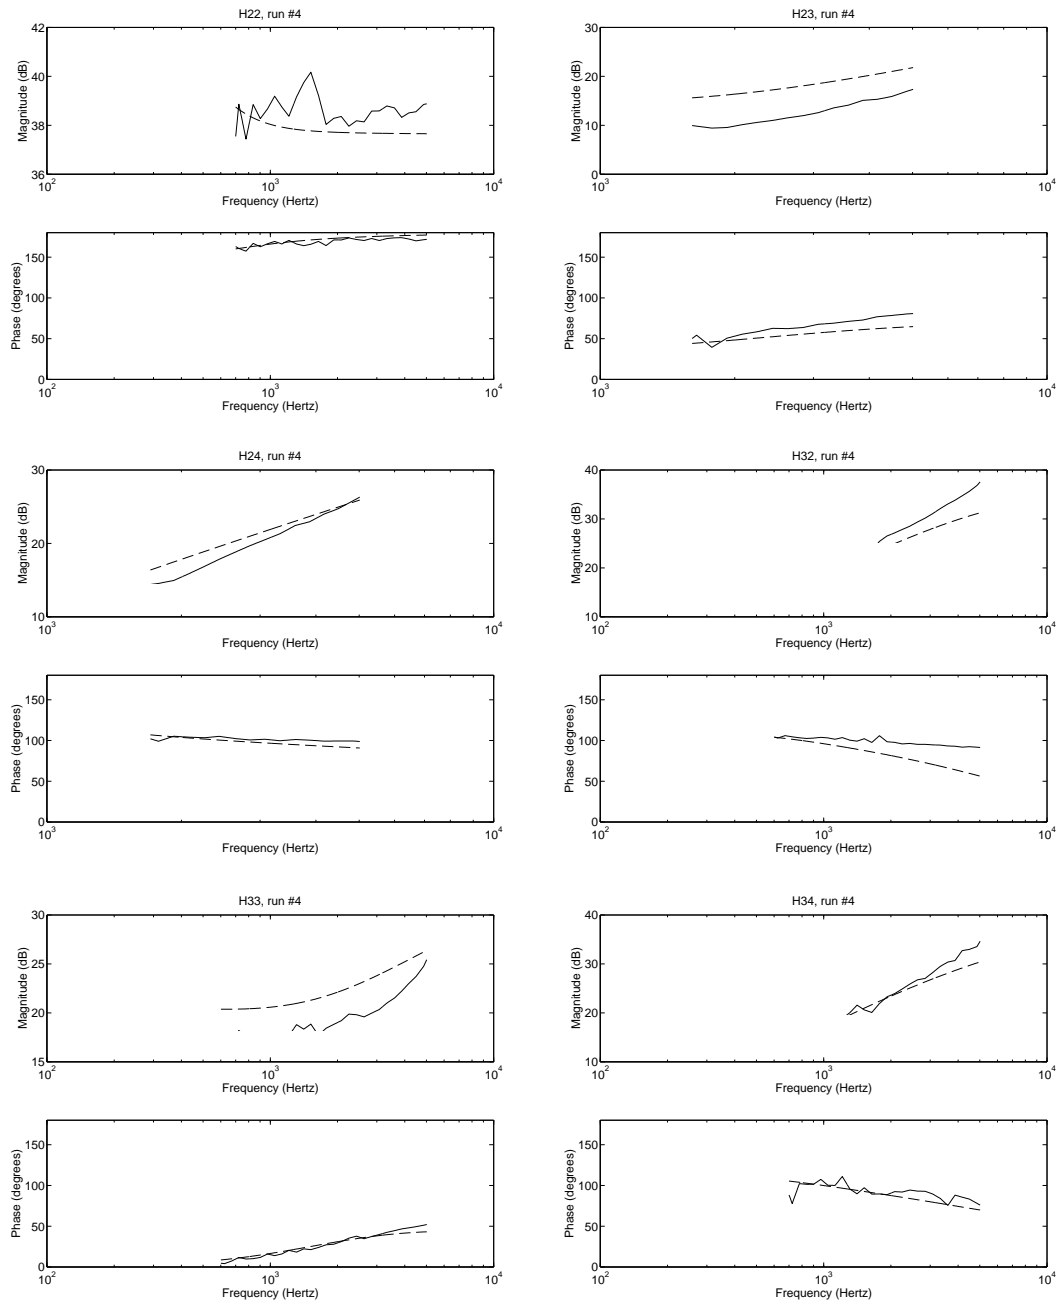 H22, run #4
42
40
38
36
Magnitude (dB)
10^2
10^3
10^4
Frequency (Hertz)
150
100
50
0
Phase (degrees)
10^2
10^3
10^4
Frequency (Hertz)
H23, run #4
30
20
10
0
Magnitude (dB)
10^3
10^4
Frequency (Hertz)
150
100
50
0
Phase (degrees)
10^3
10^4
Frequency (Hertz)
H24, run #4
30
20
10
Magnitude (dB)
10^3
10^4
Frequency (Hertz)
150
100
50
0
Phase (degrees)
10^3
10^4
Frequency (Hertz)
H32, run #4
40
30
20
10
Magnitude (dB)
10^2
10^3
10^4
Frequency (Hertz)
150
100
50
0
Phase (degrees)
10^2
10^3
10^4
Frequency (Hertz)
H33, run #4
30
25
20
15
Magnitude (dB)
10^2
10^3
10^4
Frequency (Hertz)
150
100
50
0
Phase (degrees)
10^2
10^3
10^4
Frequency (Hertz)
H34, run #4
40
30
20
10
Magnitude (dB)
10^2
10^3
10^4
Frequency (Hertz)
150
100
50
0
Phase (degrees)
10^2
10^3
10^4
Frequency (Hertz)